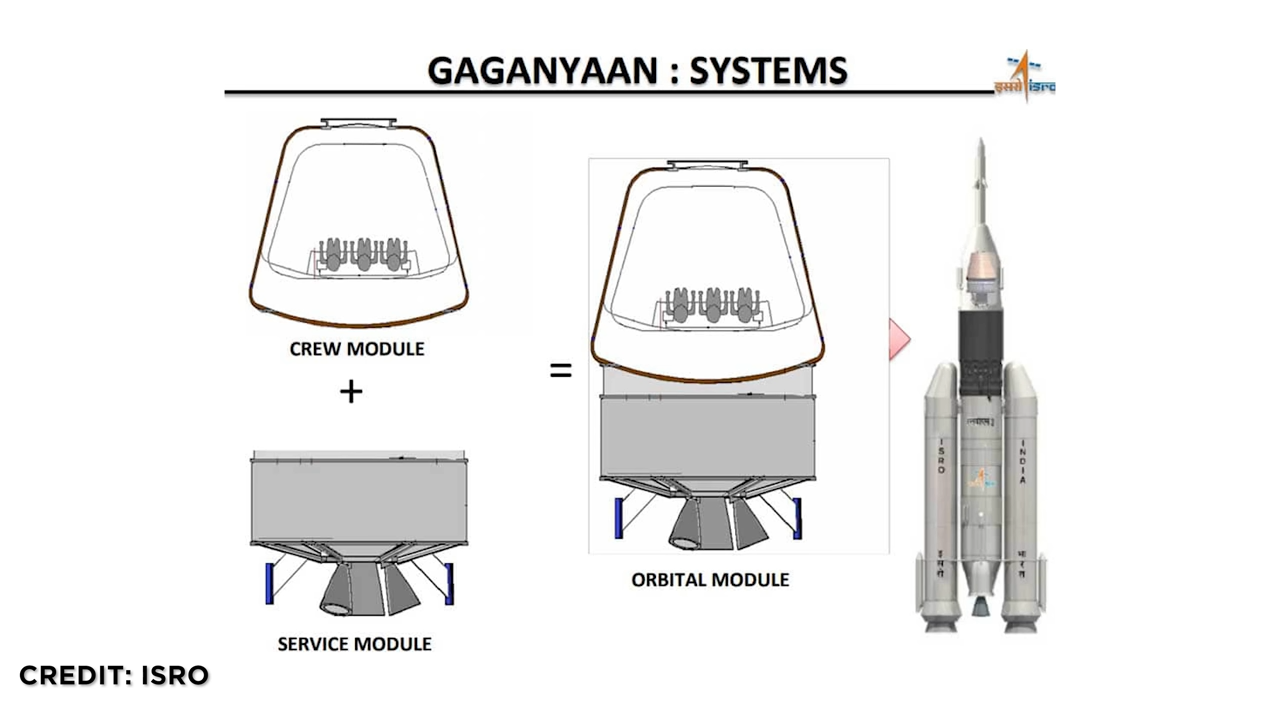 GAGANYAAN : SYSTEMS
इसरो isro
CREW MODULE
+
=
SERVICE MODULE
ORBITAL MODULE
ISRO
INDIA
इसरो
भारत
CREDIT: ISRO